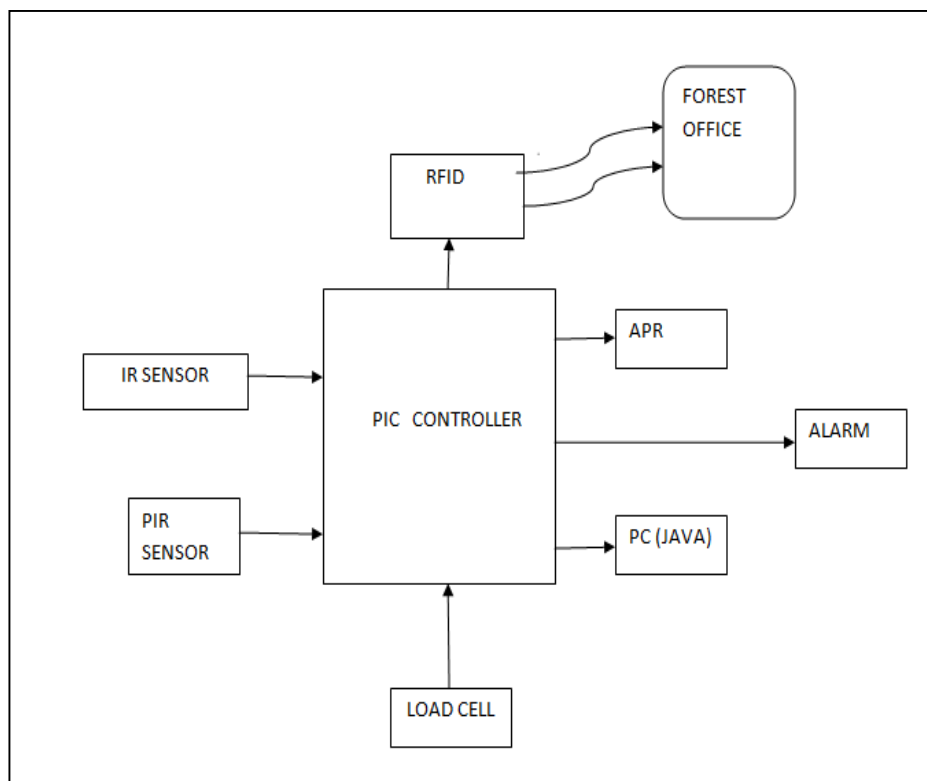 FOREST
OFFICE
RFID
APR
IR SENSOR
PIC CONTROLLER
ALARM
PIR
SENSOR
PC (JAVA)
LOAD CELL